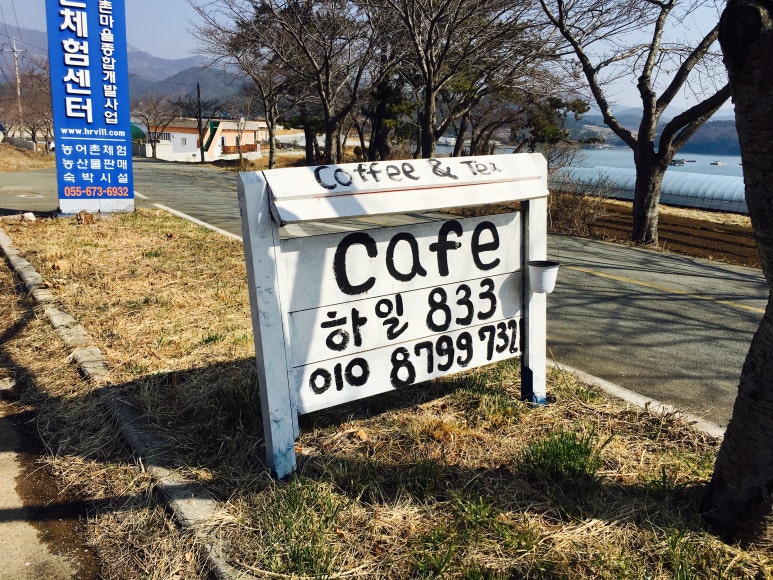 촌마을종합개발사업
체험센터
www.hrvill.com
농어촌체험
농산물판매
숙박시설
055-673-6932
Coffee & Tea
Cafe
하일 833
010 8799 7321